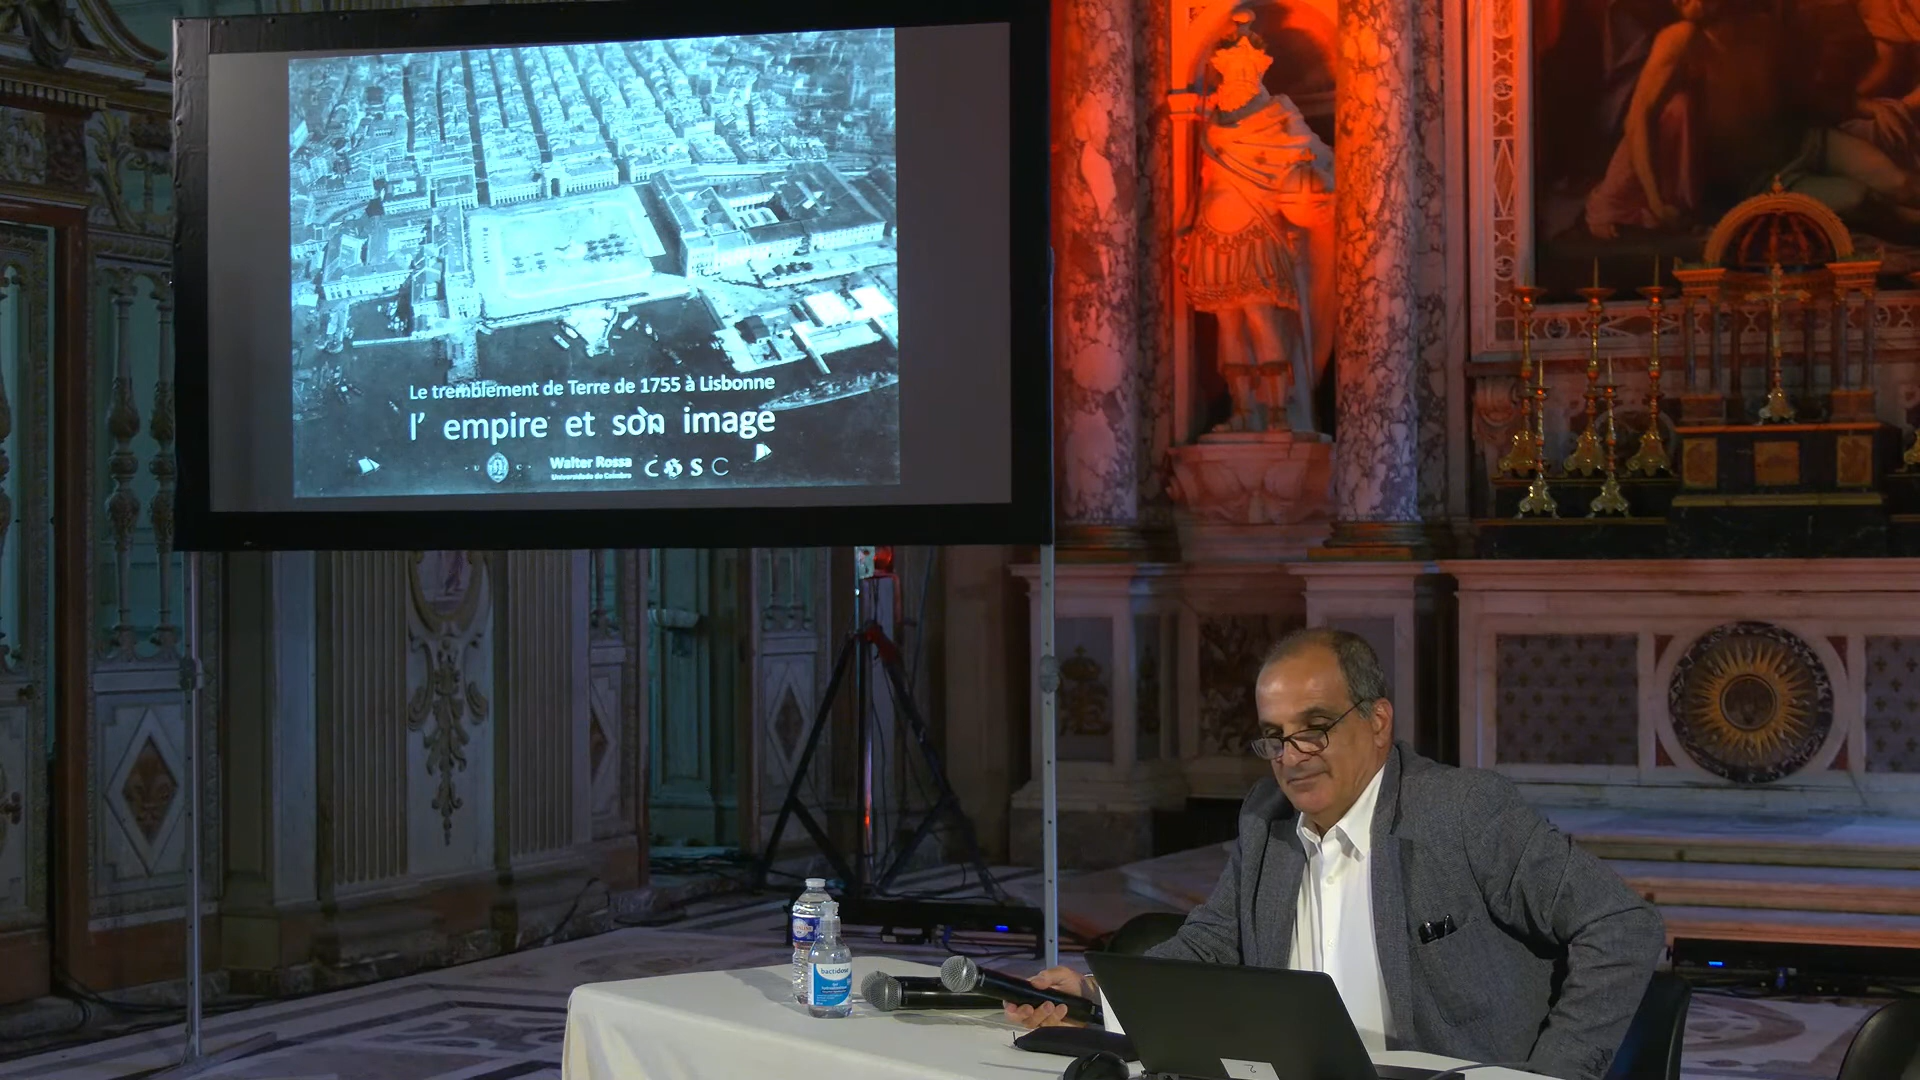 Le tremblement de Terre de 1755 à Lisbonne
l' empire et son image
Walter Rossa
Universidade de Coimbra
bactidose